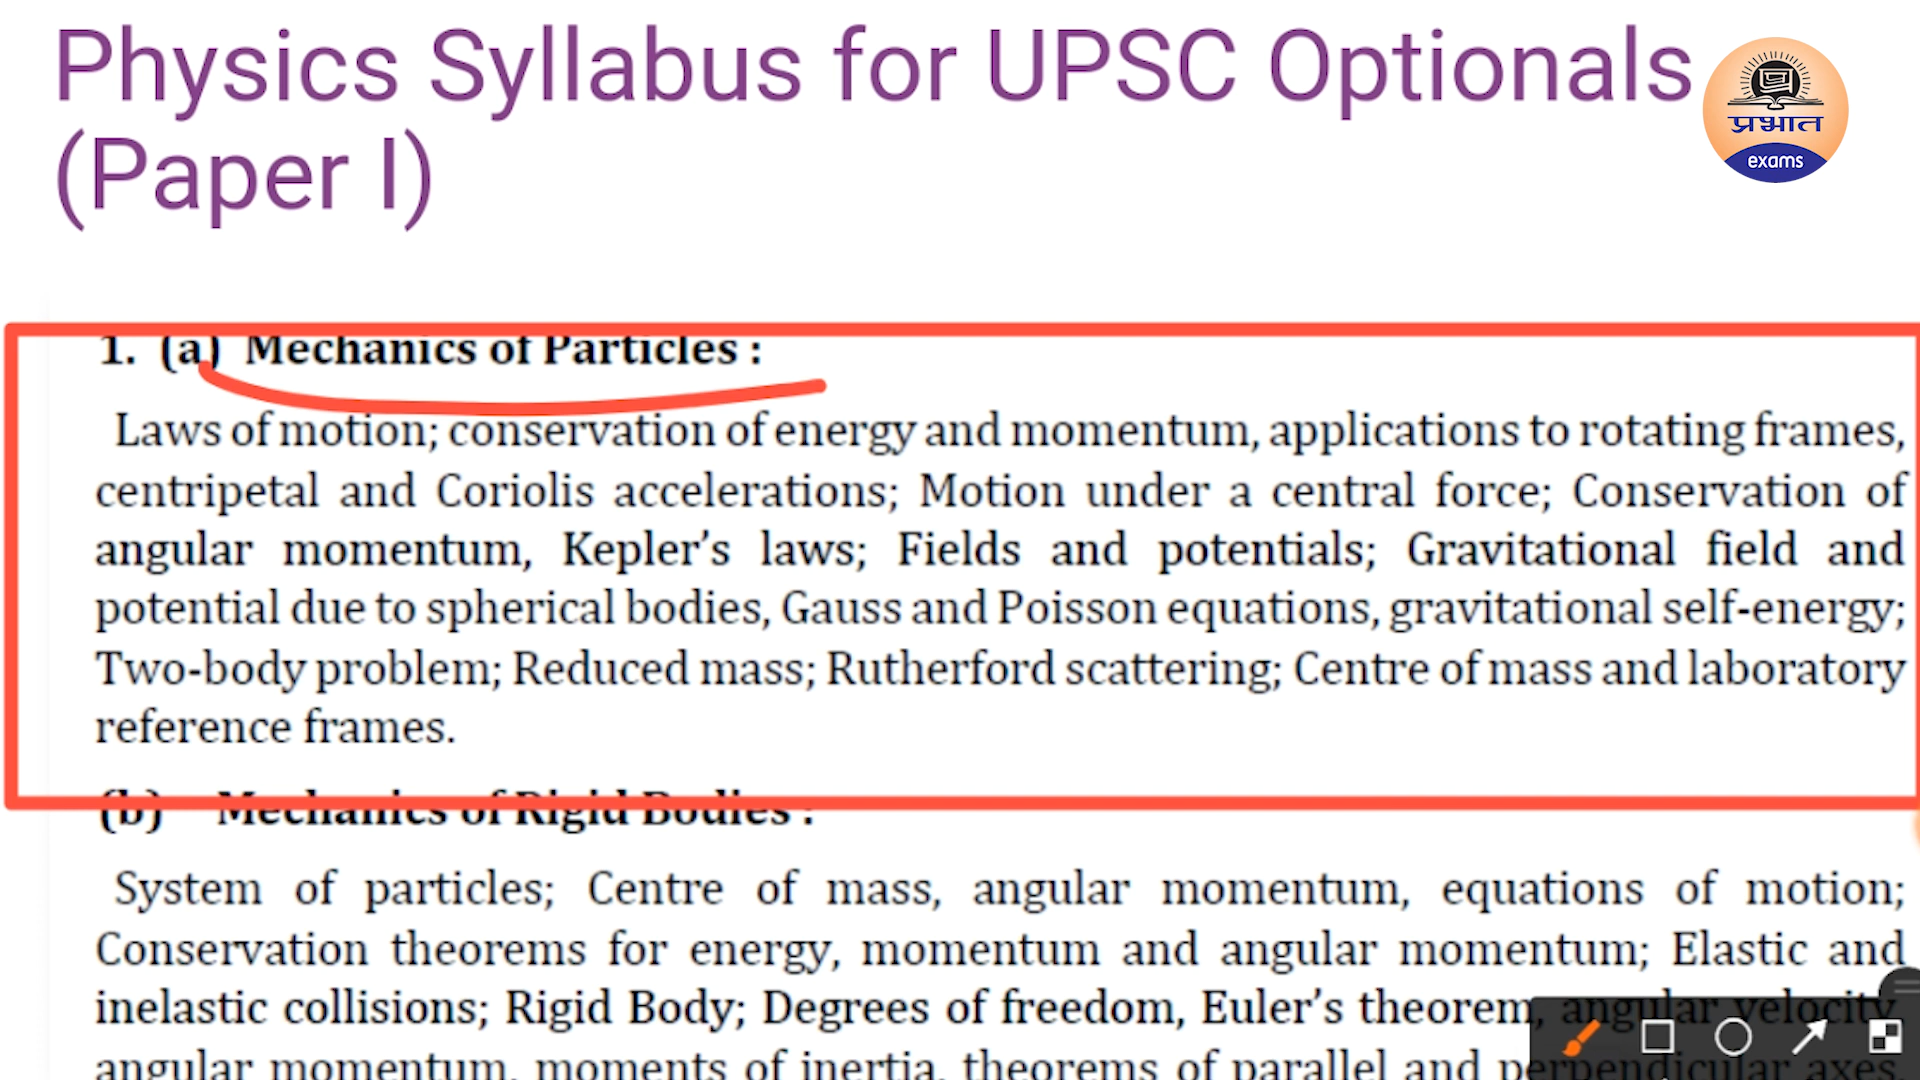 Physics Syllabus for UPSC Optionals
(Paper I)
प्रभात
exams
1. (a) Mechanics of Particles :
Laws of motion; conservation of energy and momentum, applications to rotating frames,
centripetal and Coriolis accelerations; Motion under a central force; Conservation of
angular momentum, Kepler’s laws; Fields and potentials; Gravitational field and
potential due to spherical bodies, Gauss and Poisson equations, gravitational self-energy;
Two-body problem; Reduced mass; Rutherford scattering; Centre of mass and laboratory
reference frames.
(b) Mechanics of Rigid Bodies :
System of particles; Centre of mass, angular momentum, equations of motion;
Conservation theorems for energy, momentum and angular momentum; Elastic and
inelastic collisions; Rigid Body; Degrees of freedom, Euler’s theorem, angular velocity,
angular momentum, moments of inertia, theorems of parallel and perpendicular axes,